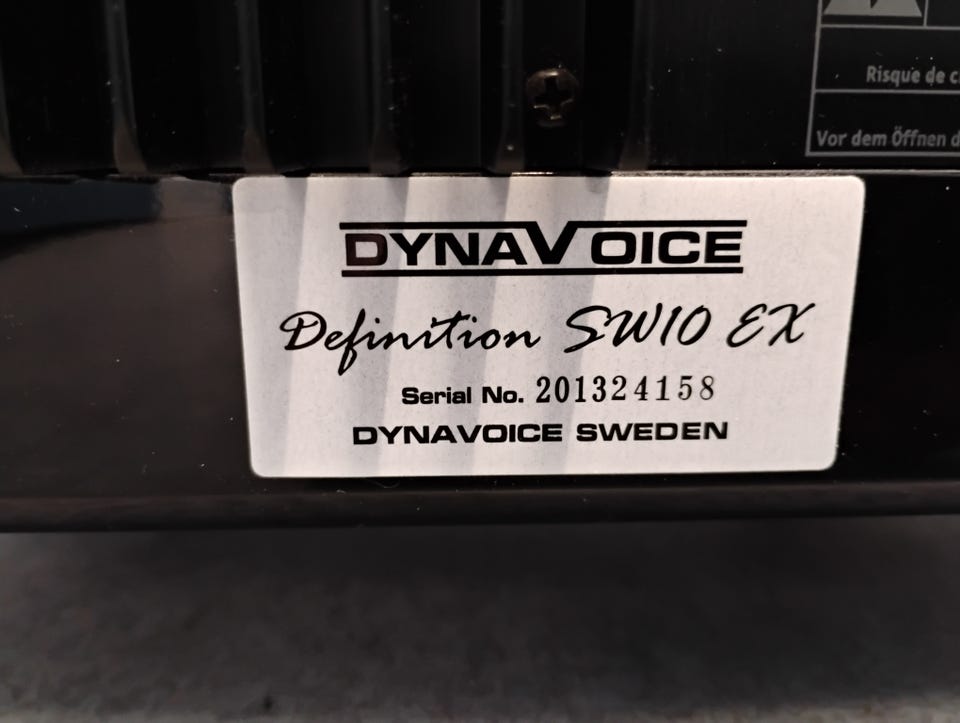 Risque de
Vor dem Öffnen
DYNAVOICE
Definition SW10 EX
Serial No. 201324158
DYNAVOICE SWEDEN